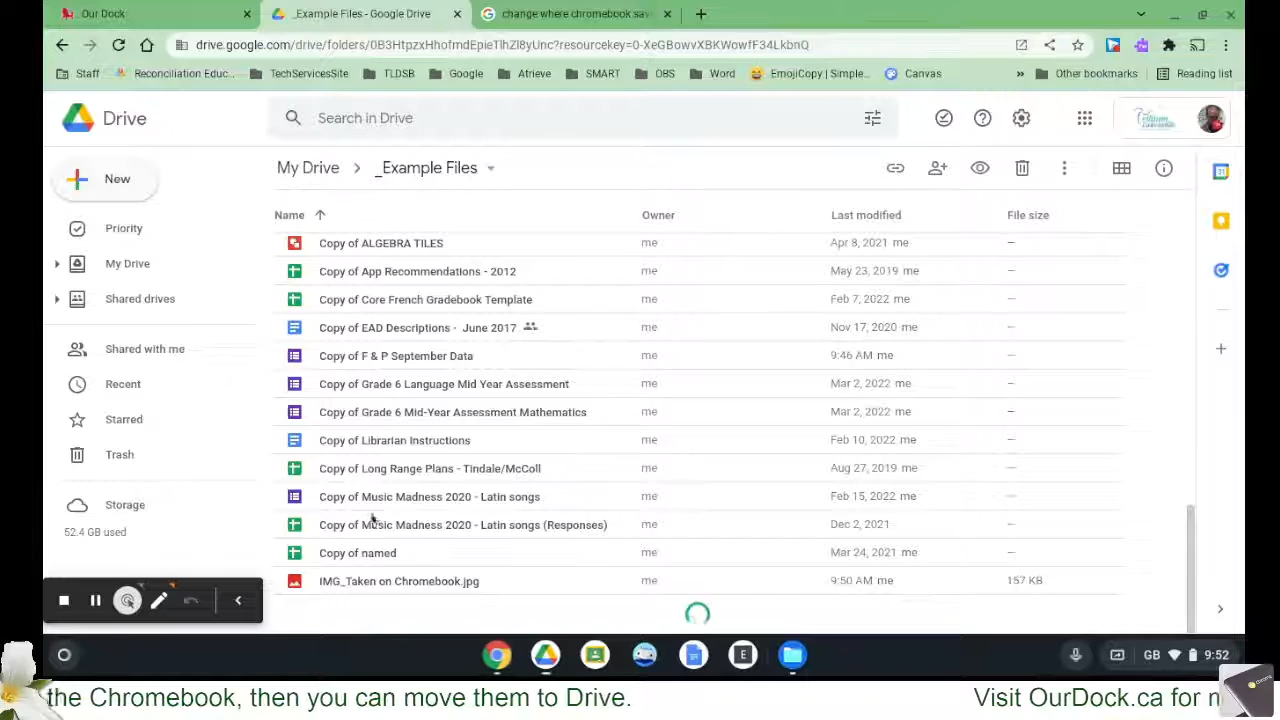 Our Dock
_Example Files - Google Drive
change where chromebook sav
drive.google.com/drive/folders/0B3HtpzxHhofmdEpieTlhZl8yUnc?resourcekey=0-XeGBowvXBKWowfF34LkbnQ
Staff
Reconciliation Educ...
TechServicesSite
TLDSB
Google
Atrieve
SMART
OBS
Word
EmojiCopy | Simple...
Canvas
»
Other bookmarks
Reading list
Drive
Search in Drive
New
My Drive > _Example Files
Priority
My Drive
Shared drives
Shared with me
Recent
Starred
Trash
Storage
52.4 GB used
Name Owner Last modified File size
Copy of ALGEBRA TILES me Apr 8, 2021 me –
Copy of App Recommendations - 2012 me May 23, 2019 me –
Copy of Core French Gradebook Template me Feb 7, 2022 me –
Copy of EAD Descriptions - June 2017 me Nov 17, 2020 me –
Copy of F & P September Data me 9:46 AM me –
Copy of Grade 6 Language Mid Year Assessment me Mar 2, 2022 me –
Copy of Grade 6 Mid-Year Assessment Mathematics me Mar 2, 2022 me –
Copy of Librarian Instructions me Feb 10, 2022 me –
Copy of Long Range Plans - Tindale/McColl me Aug 27, 2019 me –
Copy of Music Madness 2020 - Latin songs me Feb 15, 2022 me –
Copy of Music Madness 2020 - Latin songs (Responses) me Dec 2, 2021 –
Copy of named me Mar 24, 2021 me –
IMG_Taken on Chromebook.jpg me 9:50 AM me 157 KB
31
E
GB 9:52
the Chromebook, then you can move them to Drive.
Visit OurDock.ca for